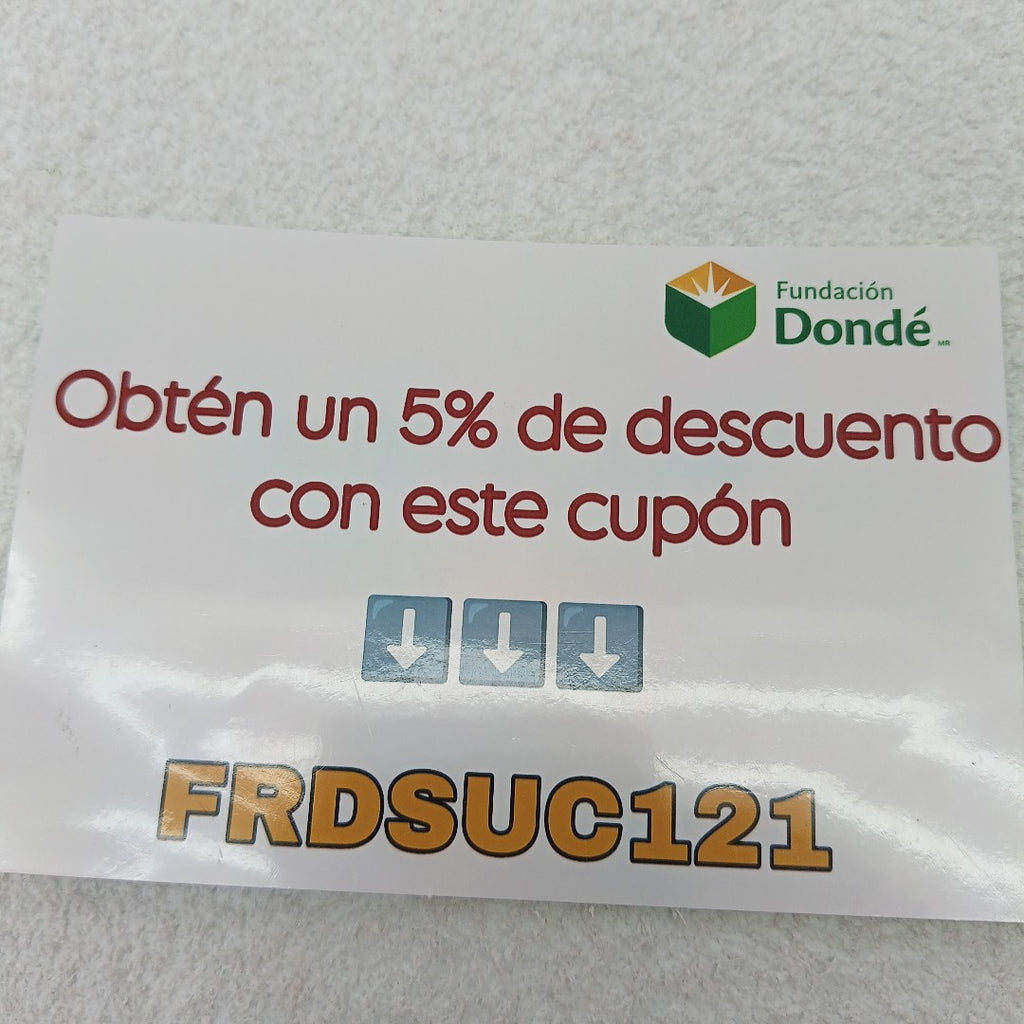 Fundación
Dondé MR
Obtén un 5% de descuento
con este cupón
FRDSUC121